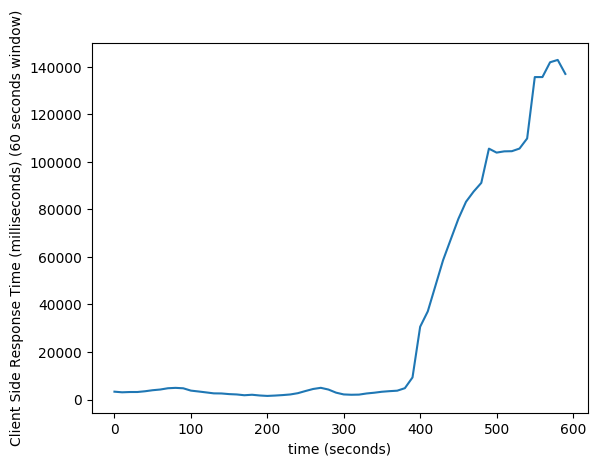 Client Side Response Time (milliseconds) (60 seconds window)
140000
120000
100000
80000
60000
40000
20000
0
0 100 200 300 400 500 600
time (seconds)